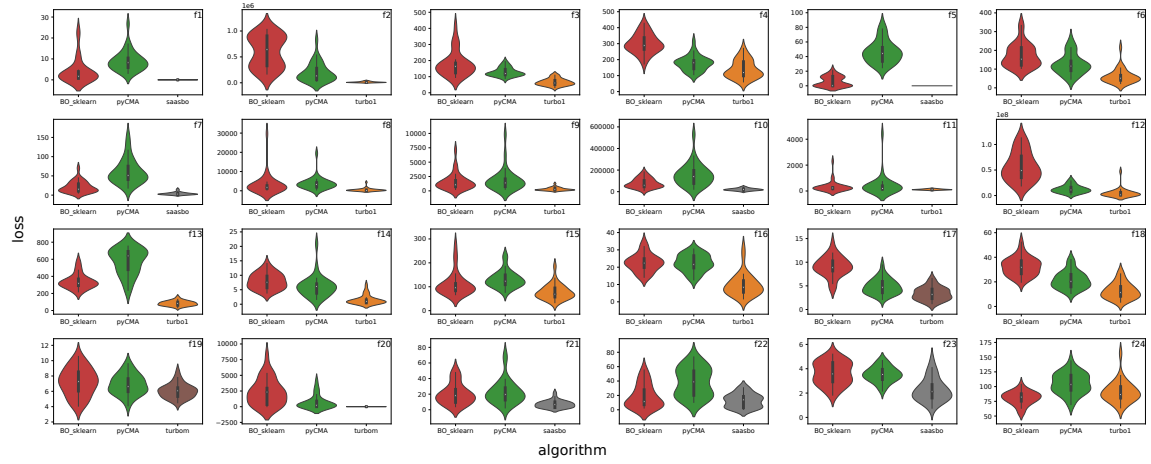 f1
30
20
10
0
BO_sklearn pyCMA saasbo
1e6
f2
1.0
0.5
0.0
BO_sklearn pyCMA turbo1
f3
500
400
300
200
100
0
BO_sklearn pyCMA turbo1
f4
500
400
300
200
100
0
BO_sklearn pyCMA turbo1
f5
100
80
60
40
20
0
BO_sklearn pyCMA saasbo
f6
400
300
200
100
0
BO_sklearn pyCMA turbo1
f7
150
100
50
0
BO_sklearn pyCMA saasbo
f8
30000
20000
10000
0
BO_sklearn pyCMA turbo1
f9
10000
7500
5000
2500
0
BO_sklearn pyCMA turbo1
f10
600000
400000
200000
0
BO_sklearn pyCMA saasbo
f11
4000
2000
0
BO_sklearn pyCMA turbo1
1e8
f12
1.0
0.5
0.0
BO_sklearn pyCMA turbo1
loss
f13
800
600
400
200
0
BO_sklearn pyCMA turbo1
f14
25
20
15
10
5
0
BO_sklearn pyCMA turbo1
f15
300
200
100
0
BO_sklearn pyCMA turbo1
f16
40
30
20
10
0
BO_sklearn pyCMA turbo1
f17
15
10
5
0
BO_sklearn pyCMA turbom
f18
60
40
20
0
BO_sklearn pyCMA turbo1
f19
12
10
8
6
4
2
BO_sklearn pyCMA turbom
f20
10000
7500
5000
2500
0
−2500
BO_sklearn pyCMA turbom
f21
80
60
40
20
0
BO_sklearn pyCMA saasbo
f22
80
60
40
20
0
BO_sklearn pyCMA saasbo
f23
6
4
2
0
BO_sklearn pyCMA saasbo
f24
175
150
125
100
75
50
BO_sklearn pyCMA turbo1
algorithm